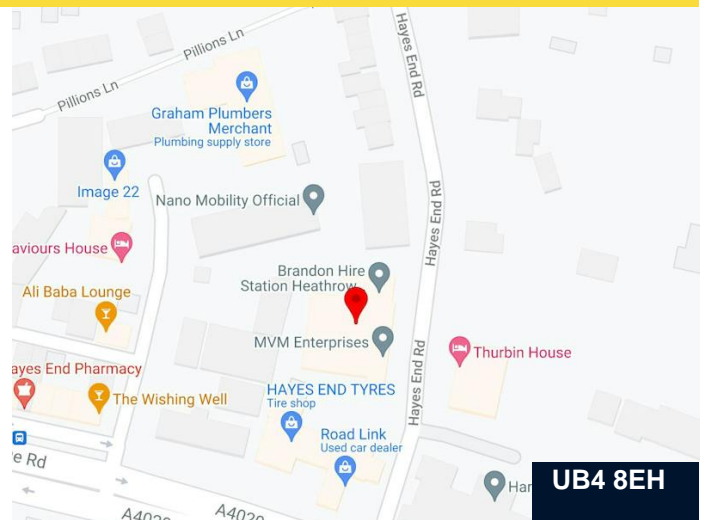 Pillions Ln
Hayes End Rd
Pillions Ln
Graham Plumbers
Merchant
Plumbing supply store
Image 22
Nano Mobility Official
Hayes End Rd
aviours House
Brandon Hire
Station Heathrow
Ali Baba Lounge
MVM Enterprises
Thurbin House
Hayes End Rd
ayes End Pharmacy
The Wishing Well
HAYES END TYRES
Tire shop
Road Link
Used car dealer
e Rd
Har
UB4 8EH
A4020
A4020